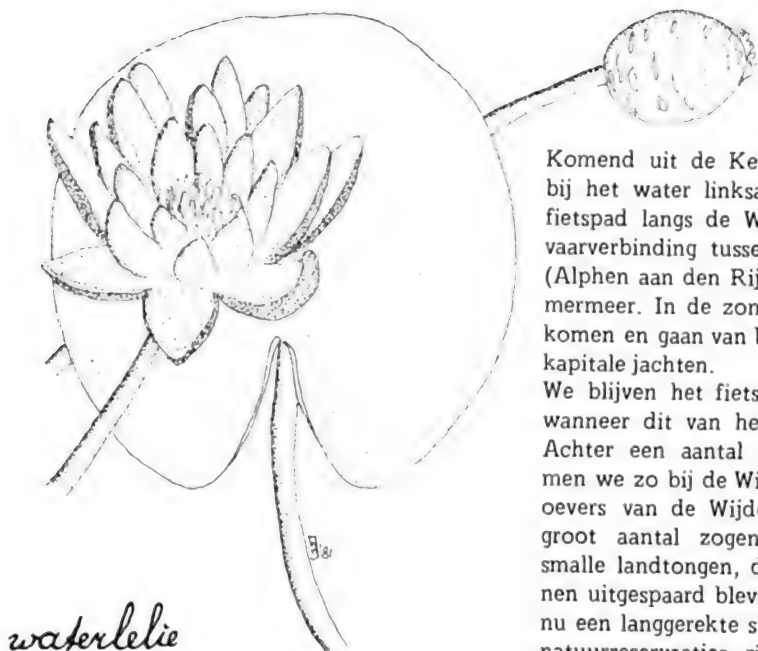 Komend uit de Ke
bij het water linksa
fietspad langs de W
vaarverbinding tusse
(Alphen aan den Rij
mermeer. In de zon
komen en gaan van
kapitale jachten.
We blijven het fiets
wanneer dit van he
Achter een aantal
men we zo bij de Wi
oevers van de Wijd
groot aantal zogen
smalle landtongen, d
nen uitgespaard blev
nu een langgerekte s
'81
waterlelie